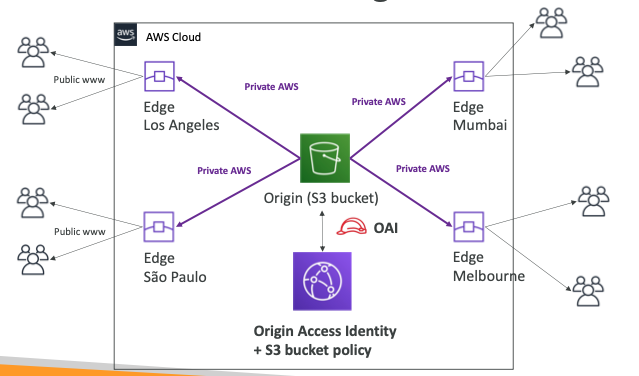 aws
AWS Cloud
Public www
Private AWS
Private AWS
Edge
Los Angeles
Edge
Mumbai
Private AWS
Private AWS
Origin (S3 bucket)
OAI
Public www
Edge
São Paulo
Edge
Melbourne
Origin Access Identity
+ S3 bucket policy